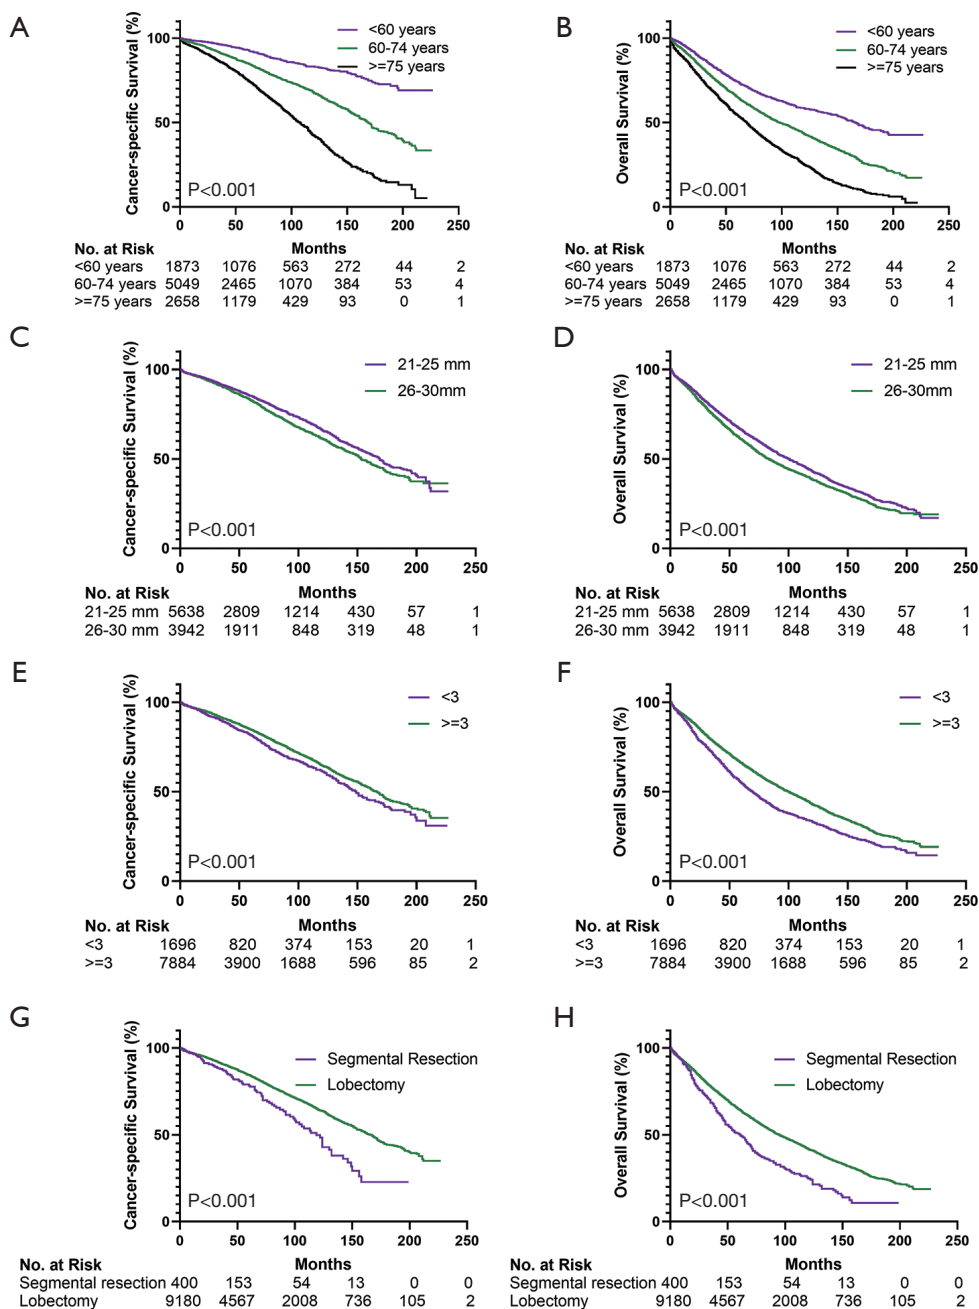 A
Cancer-specific Survival (%)
100
50
0
<60 years
60-74 years
>=75 years
P<0.001
0 50 100 150 200 250
No. at Risk Months
<60 years 1873 1076 563 272 44 2
60-74 years 5049 2465 1070 384 53 4
>=75 years 2658 1179 429 93 0 1
B
Overall Survival (%)
100
50
0
<60 years
60-74 years
>=75 years
P<0.001
0 50 100 150 200 250
No. at Risk Months
<60 years 1873 1076 563 272 44 2
60-74 years 5049 2465 1070 384 53 4
>=75 years 2658 1179 429 93 0 1
C
Cancer-specific Survival (%)
100
50
0
21-25 mm
26-30mm
P<0.001
0 50 100 150 200 250
No. at Risk Months
21-25 mm 5638 2809 1214 430 57 1
26-30 mm 3942 1911 848 319 48 1
D
Overall Survival (%)
100
50
0
21-25 mm
26-30mm
P<0.001
0 50 100 150 200 250
No. at Risk Months
21-25 mm 5638 2809 1214 430 57 1
26-30 mm 3942 1911 848 319 48 1
E
Cancer-specific Survival (%)
100
50
0
<3
>=3
P<0.001
0 50 100 150 200 250
No. at Risk Months
<3 1696 820 374 153 20 1
>=3 7884 3900 1688 596 85 2
F
Overall Survival (%)
100
50
0
<3
>=3
P<0.001
0 50 100 150 200 250
No. at Risk Months
<3 1696 820 374 153 20 1
>=3 7884 3900 1688 596 85 2
G
Cancer-specific Survival (%)
100
50
0
Segmental Resection
Lobectomy
P<0.001
0 50 100 150 200 250
No. at Risk Months
Segmental resection 400 153 54 13 0 0
Lobectomy 9180 4567 2008 736 105 2
H
Overall Survival (%)
100
50
0
Segmental Resection
Lobectomy
P<0.001
0 50 100 150 200 250
No. at Risk Months
Segmental resection 400 153 54 13 0 0
Lobectomy 9180 4567 2008 736 105 2